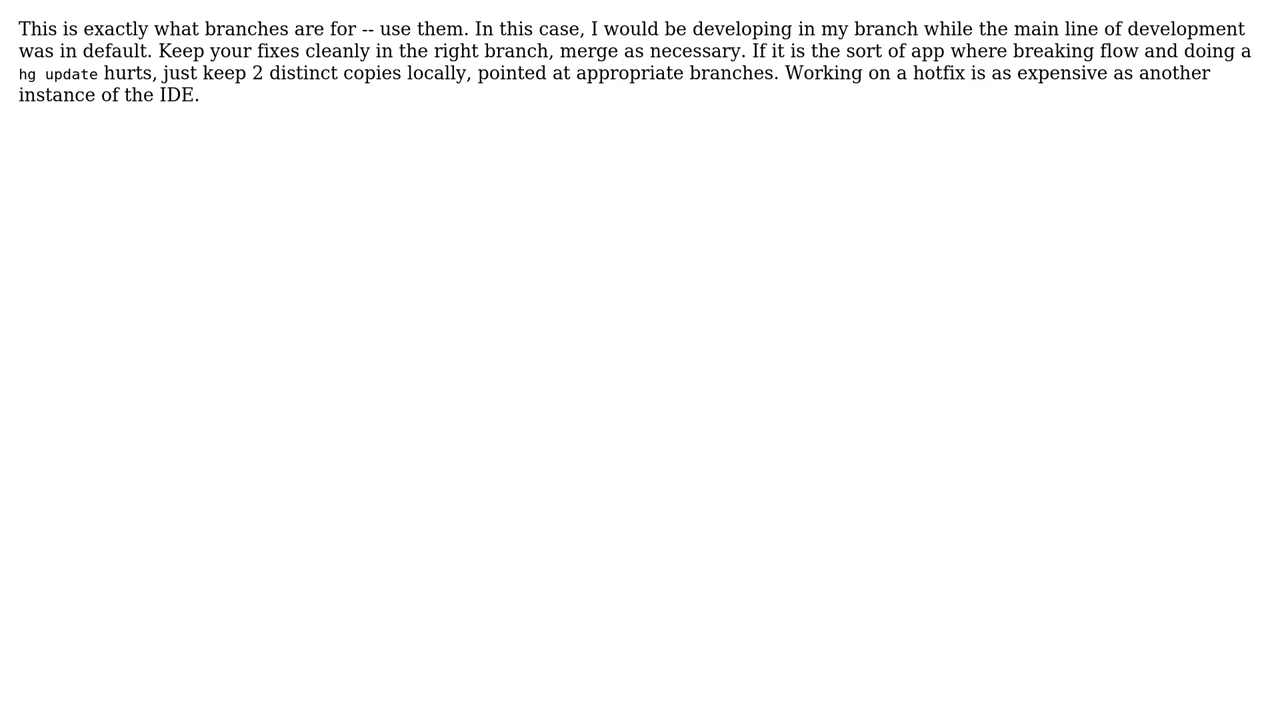 This is exactly what branches are for -- use them. In this case, I would be developing in my branch while the main line of development
was in default. Keep your fixes cleanly in the right branch, merge as necessary. If it is the sort of app where breaking flow and doing a
hg update hurts, just keep 2 distinct copies locally, pointed at appropriate branches. Working on a hotfix is as expensive as another
instance of the IDE.